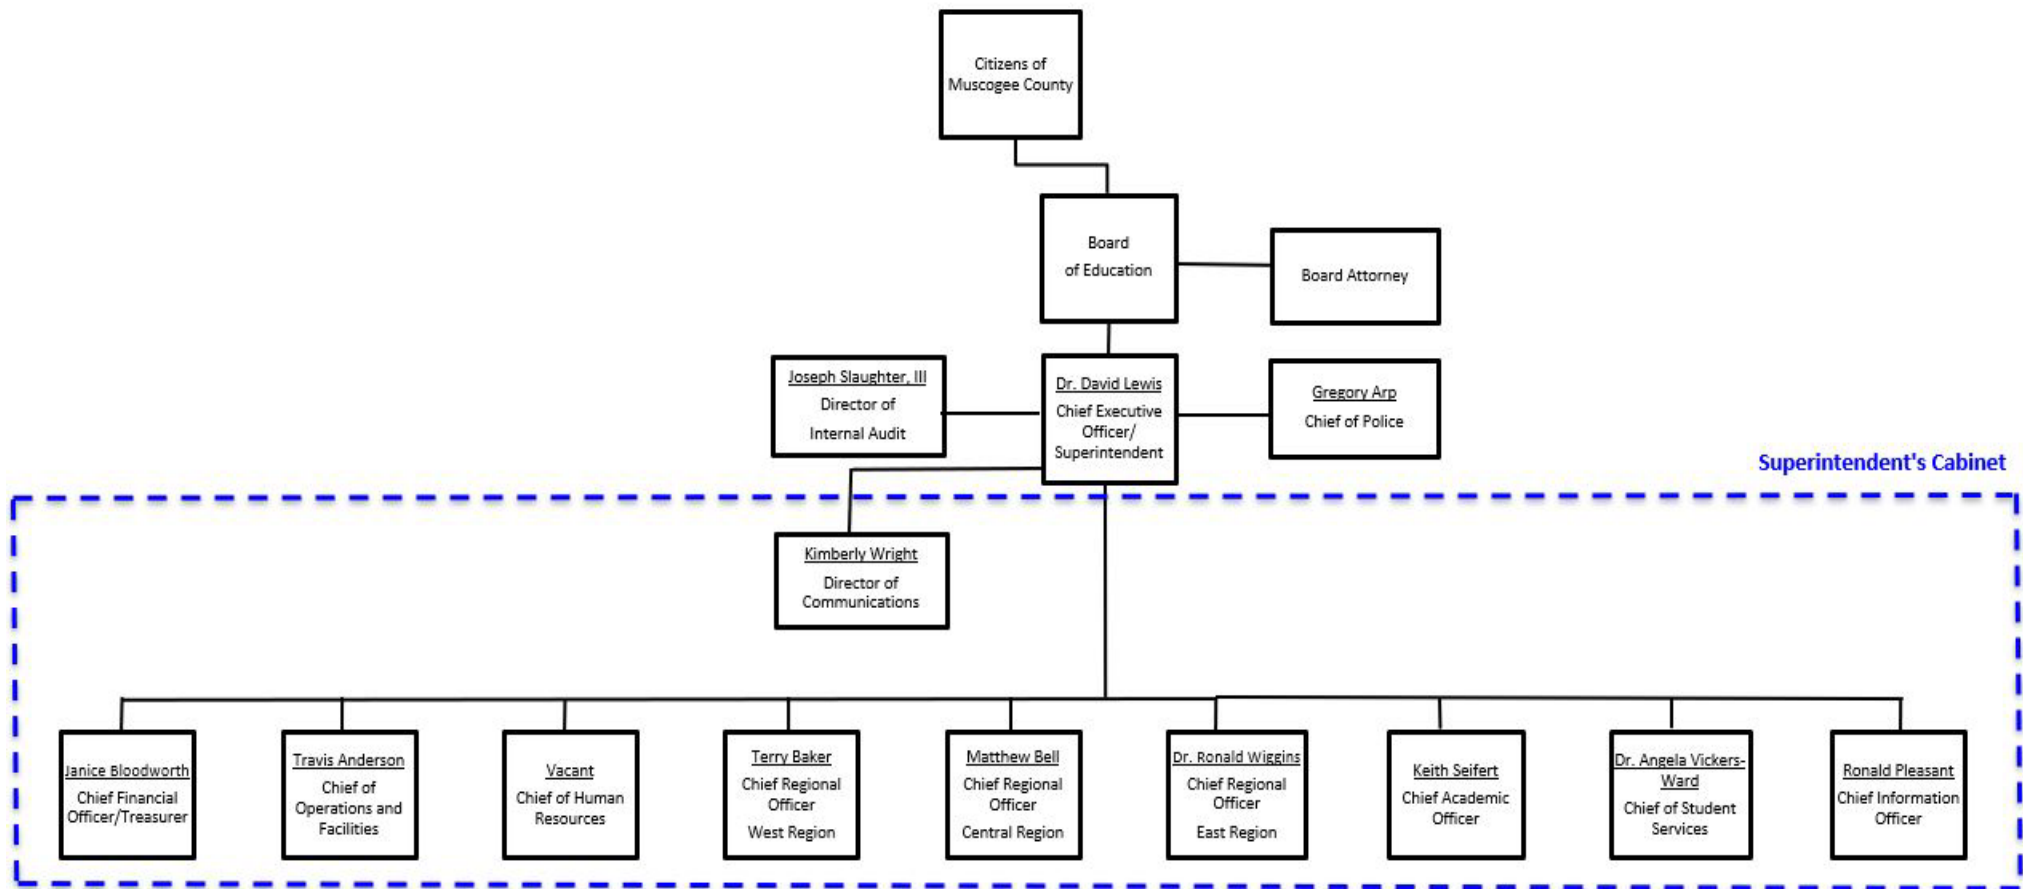 Citizens of
Muscogee County
Board
of Education
Board Attorney
Joseph Slaughter, III
Director of
Internal Audit
Dr. David Lewis
Chief Executive
Officer/
Superintendent
Gregory Arp
Chief of Police
Superintendent's Cabinet
Kimberly Wright
Director of
Communications
Janice Bloodworth
Chief Financial
Officer/Treasurer
Travis Anderson
Chief of
Operations and
Facilities
Vacant
Chief of Human
Resources
Terry Baker
Chief Regional
Officer
West Region
Matthew Bell
Chief Regional
Officer
Central Region
Dr. Ronald Wiggins
Chief Regional
Officer
East Region
Keith Seifert
Chief Academic
Officer
Dr. Angela Vickers-
Ward
Chief of Student
Services
Ronald Pleasant
Chief Information
Officer